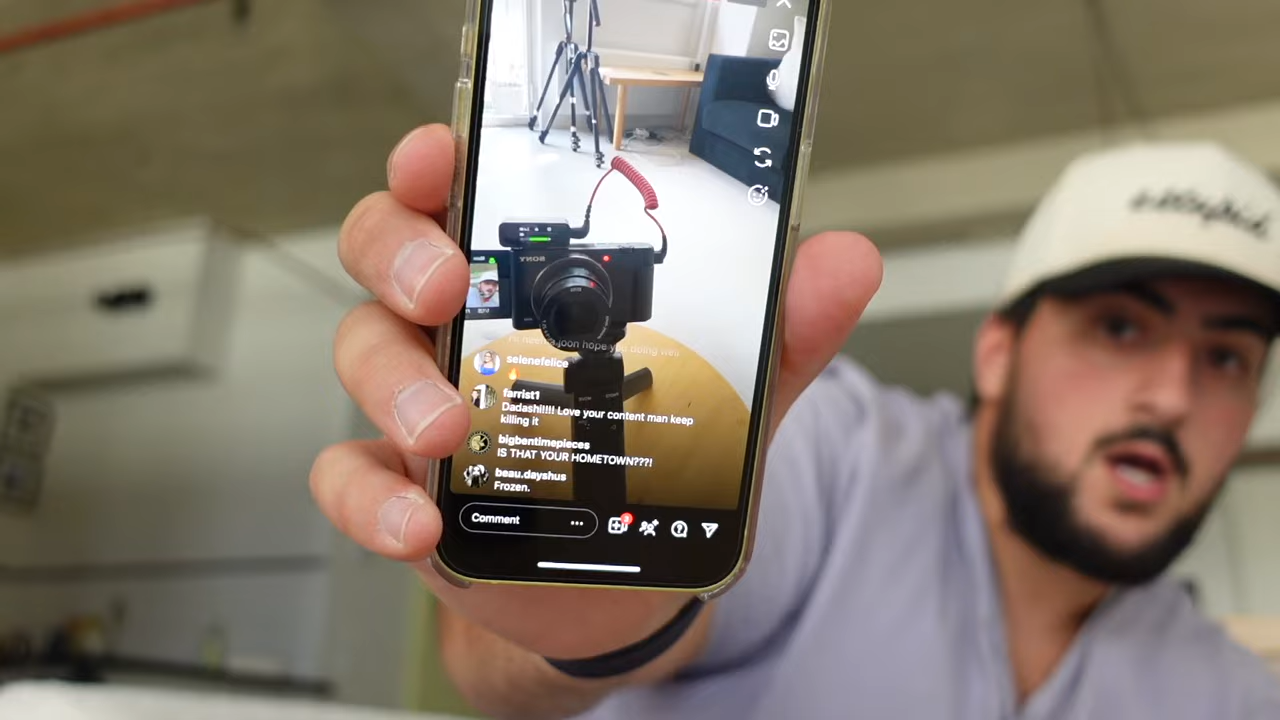 SONY
selenefelice
🔥
farrist1
Dadashi!!!! Love your content man keep
killing it
bigbentimepieces
IS THAT YOUR HOMETOWN???!
beau.dayshus
Frozen.
Comment
3